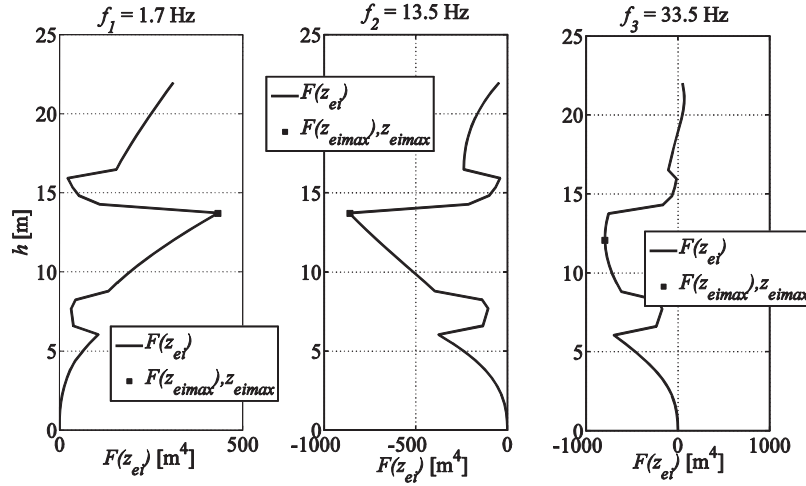 f1 = 1.7 Hz
f2 = 13.5 Hz
f3 = 33.5 Hz
25
20
15
10
5
0
h [m]
F(zei)
F(zeimax),zeimax
0
500
F(zei) [m4]
25
20
15
10
5
0
F(zei)
F(zeimax),zeimax
-1000
-500
0
F(zei) [m4]
25
20
15
10
5
0
F(zei)
F(zeimax),zeimax
-1000
0
1000
F(zei) [m4]